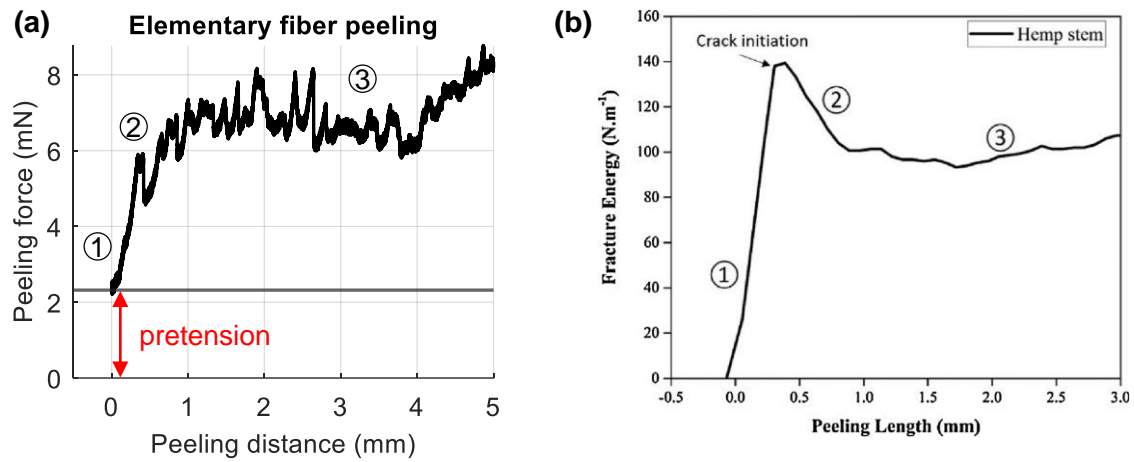 (a)
Elementary fiber peeling
Peeling force (mN)
8
6
4
2
0
①
②
③
pretension
0 1 2 3 4 5
Peeling distance (mm)
(b)
Fracture Energy (N.m⁻¹)
160
140
120
100
80
60
40
20
0
Crack initiation
Hemp stem
①
②
③
-0.5 0.0 0.5 1.0 1.5 2.0 2.5 3.0
Peeling Length (mm)